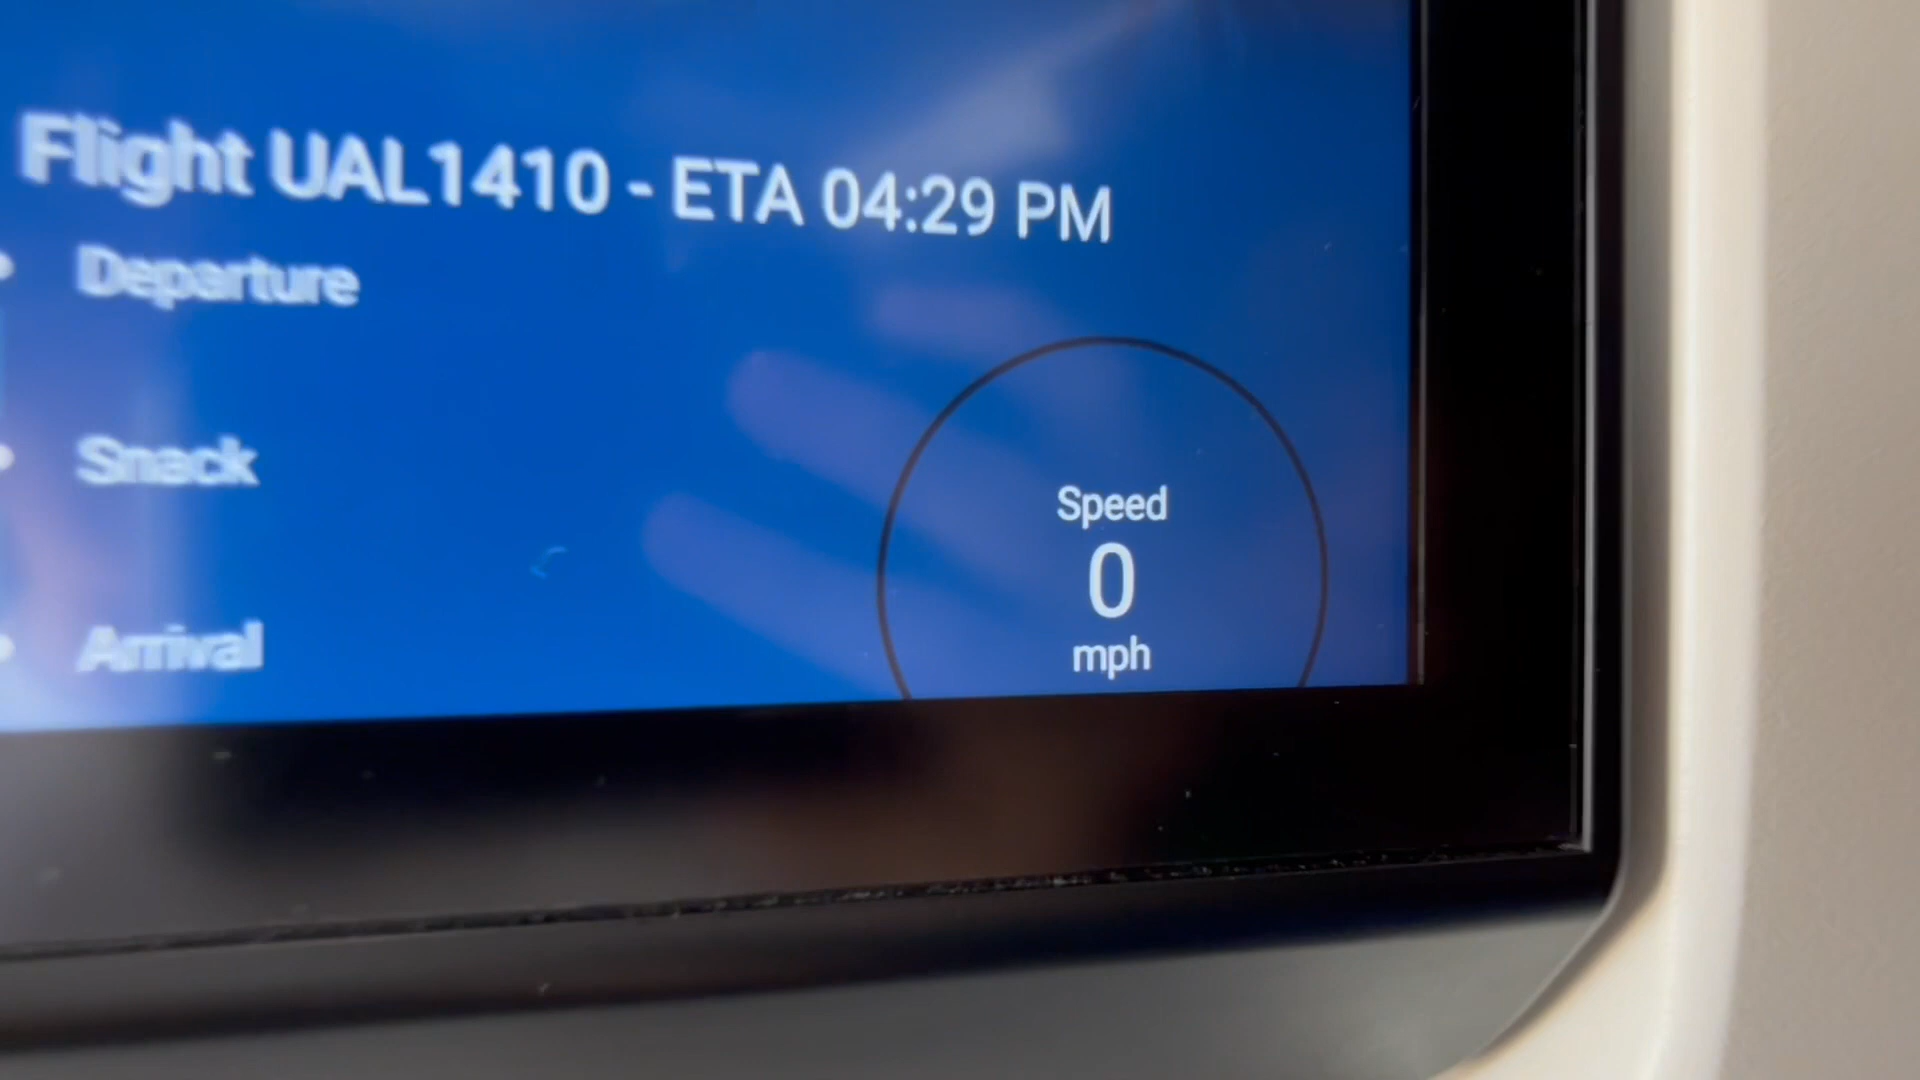 Flight UAL1410 - ETA 04:29 PM
Departure
Snack
Arrival
Speed
0
mph